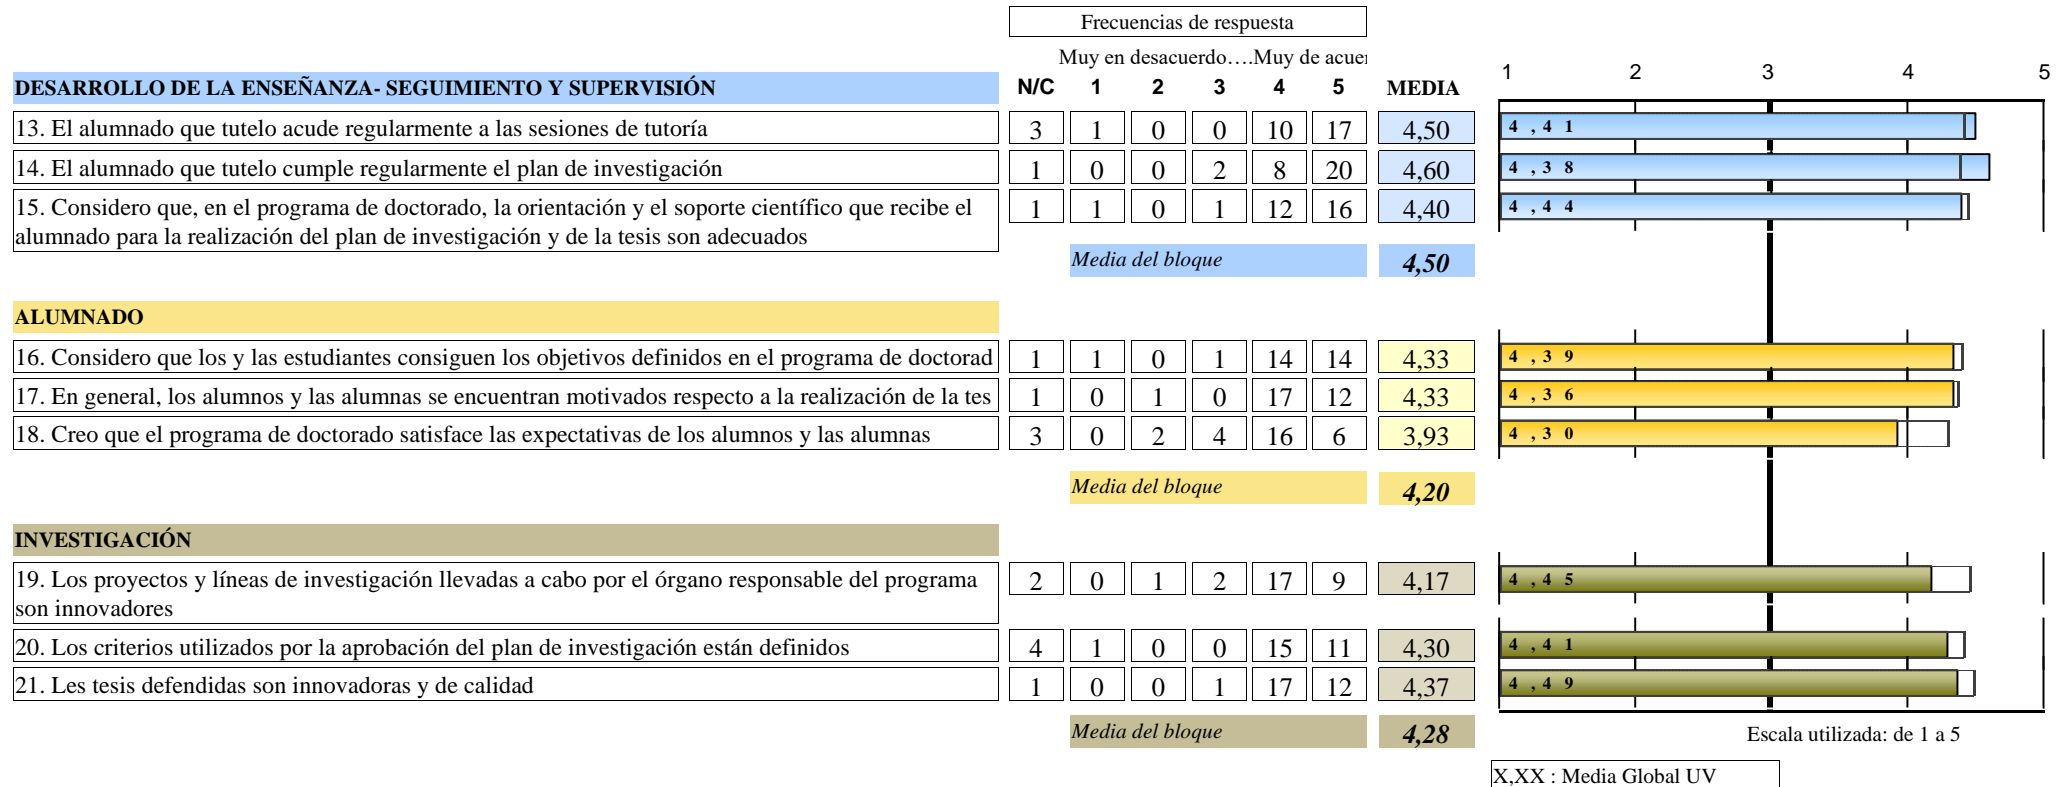 Frecuencias de respuesta
Muy en desacuerdo….Muy de acuer
DESARROLLO DE LA ENSEÑANZA- SEGUIMIENTO Y SUPERVISIÓN N/C 1 2 3 4 5 MEDIA 1 2 3 4 5
13. El alumnado que tutelo acude regularmente a las sesiones de tutoría 3 1 0 0 10 17 4,50 4,41
14. El alumnado que tutelo cumple regularmente el plan de investigación 1 0 0 2 8 20 4,60 4,38
15. Considero que, en el programa de doctorado, la orientación y el soporte científico que recibe el 1 1 0 1 12 16 4,40 4,44
alumnado para la realización del plan de investigación y de la tesis son adecuados
Media del bloque 4,50
ALUMNADO
16. Considero que los y las estudiantes consiguen los objetivos definidos en el programa de doctorad 1 1 0 1 14 14 4,33 4,39
17. En general, los alumnos y las alumnas se encuentran motivados respecto a la realización de la tes 1 0 1 0 17 12 4,33 4,36
18. Creo que el programa de doctorado satisface las expectativas de los alumnos y las alumnas 3 0 2 4 16 6 3,93 4,30
Media del bloque 4,20
INVESTIGACIÓN
19. Los proyectos y líneas de investigación llevadas a cabo por el órgano responsable del programa 2 0 1 2 17 9 4,17 4,45
son innovadores
20. Los criterios utilizados por la aprobación del plan de investigación están definidos 4 1 0 0 15 11 4,30 4,41
21. Les tesis defendidas son innovadoras y de calidad 1 0 0 1 17 12 4,37 4,49
Media del bloque 4,28
Escala utilizada: de 1 a 5
X,XX : Media Global UV